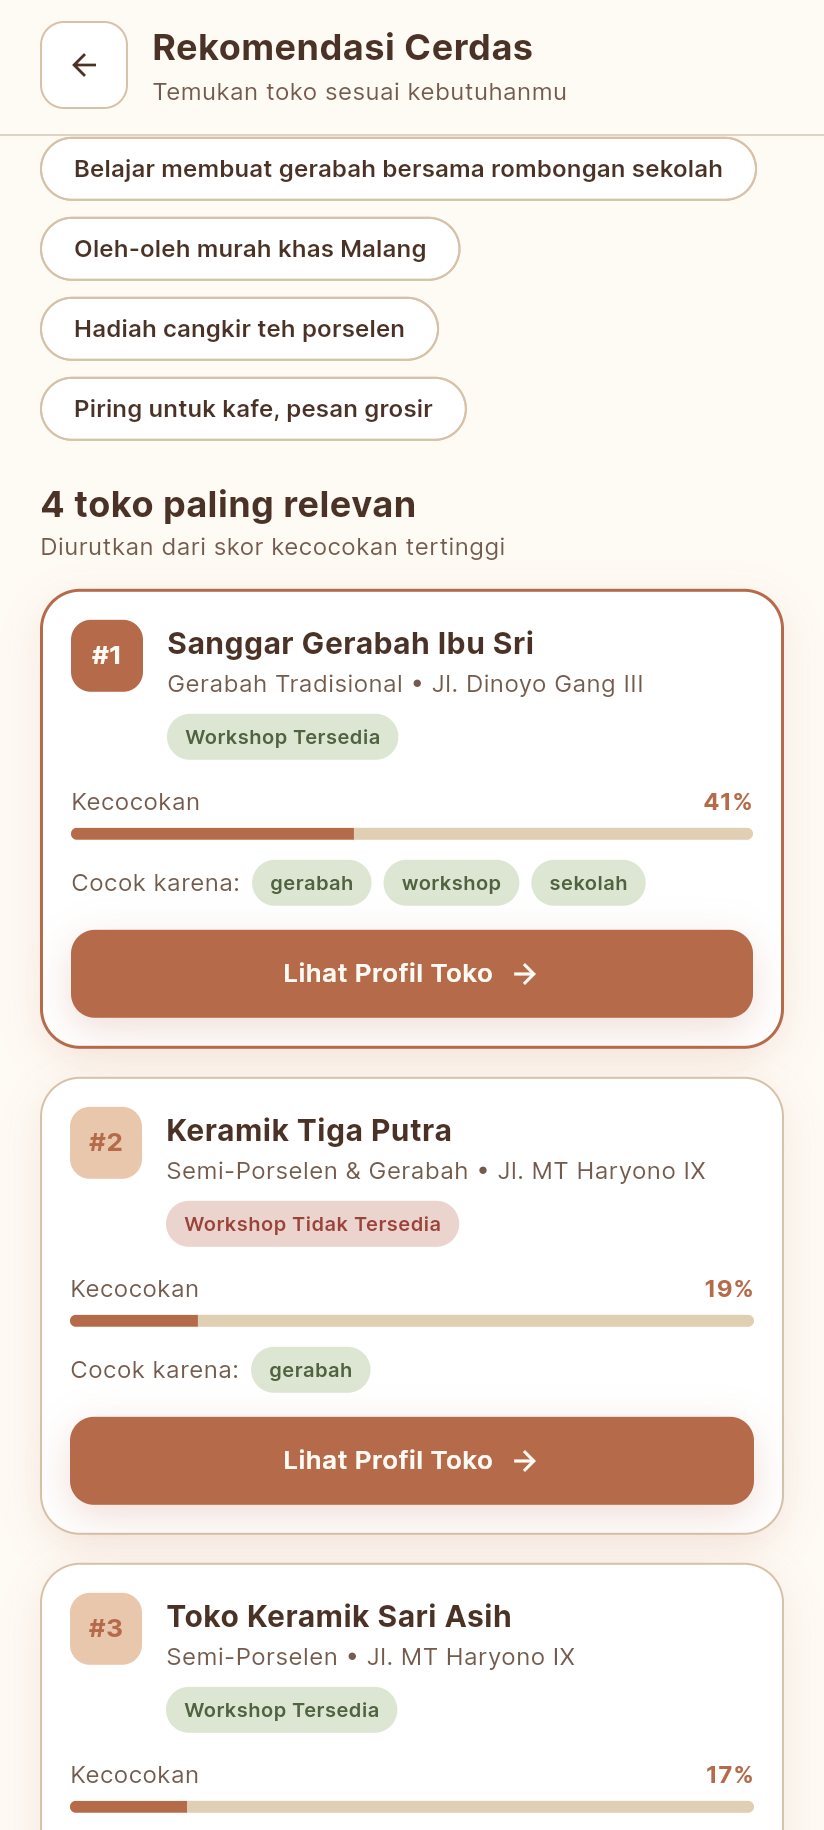 Rekomendasi Cerdas
Temukan toko sesuai kebutuhanmu
Belajar membuat gerabah bersama rombongan sekolah
Oleh-oleh murah khas Malang
Hadiah cangkir teh porselen
Piring untuk kafe, pesan grosir
4 toko paling relevan
Diurutkan dari skor kecocokan tertinggi
#1
Sanggar Gerabah Ibu Sri
Gerabah Tradisional • Jl. Dinoyo Gang III
Workshop Tersedia
Kecocokan 41%
Cocok karena: gerabah workshop sekolah
Lihat Profil Toko →
#2
Keramik Tiga Putra
Semi-Porselen & Gerabah • Jl. MT Haryono IX
Workshop Tidak Tersedia
Kecocokan 19%
Cocok karena: gerabah
Lihat Profil Toko →
#3
Toko Keramik Sari Asih
Semi-Porselen • Jl. MT Haryono IX
Workshop Tersedia
Kecocokan 17%